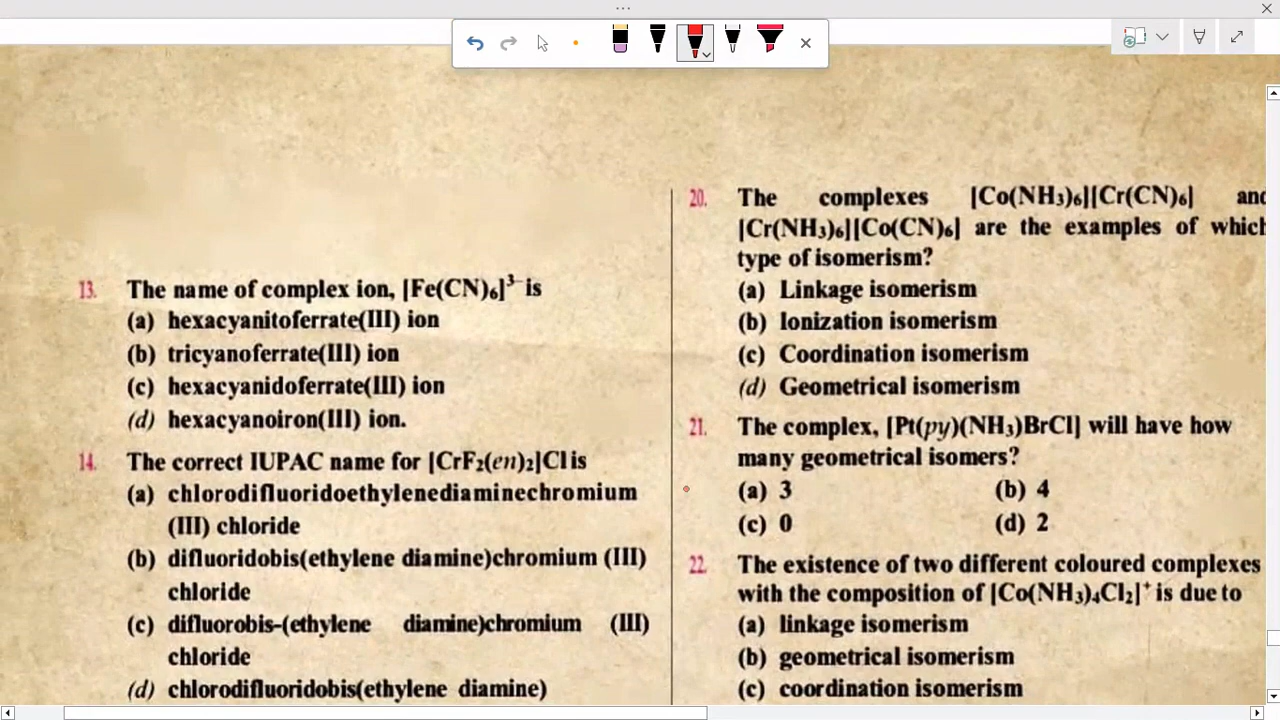 13. The name of complex ion, [Fe(CN)₆]³⁻ is
(a) hexacyanitoferrate(III) ion
(b) tricyanoferrate(III) ion
(c) hexacyanidoferrate(III) ion
(d) hexacyanoiron(III) ion.
14. The correct IUPAC name for [CrF₂(en)₂]Cl is
(a) chlorodifluoridoethylenediaminechromium
(III) chloride
(b) difluoridobis(ethylene diamine)chromium (III)
chloride
(c) difluorobis-(ethylene diamine)chromium (III)
chloride
(d) chlorodifluoridobis(ethylene diamine)
20. The complexes [Co(NH₃)₆][Cr(CN)₆] and
[Cr(NH₃)₆][Co(CN)₆] are the examples of which
type of isomerism?
(a) Linkage isomerism
(b) Ionization isomerism
(c) Coordination isomerism
(d) Geometrical isomerism
21. The complex, [Pt(py)(NH₃)BrCl] will have how
many geometrical isomers?
(a) 3 (b) 4
(c) 0 (d) 2
22. The existence of two different coloured complexes
with the composition of [Co(NH₃)₄Cl₂]⁺ is due to
(a) linkage isomerism
(b) geometrical isomerism
(c) coordination isomerism